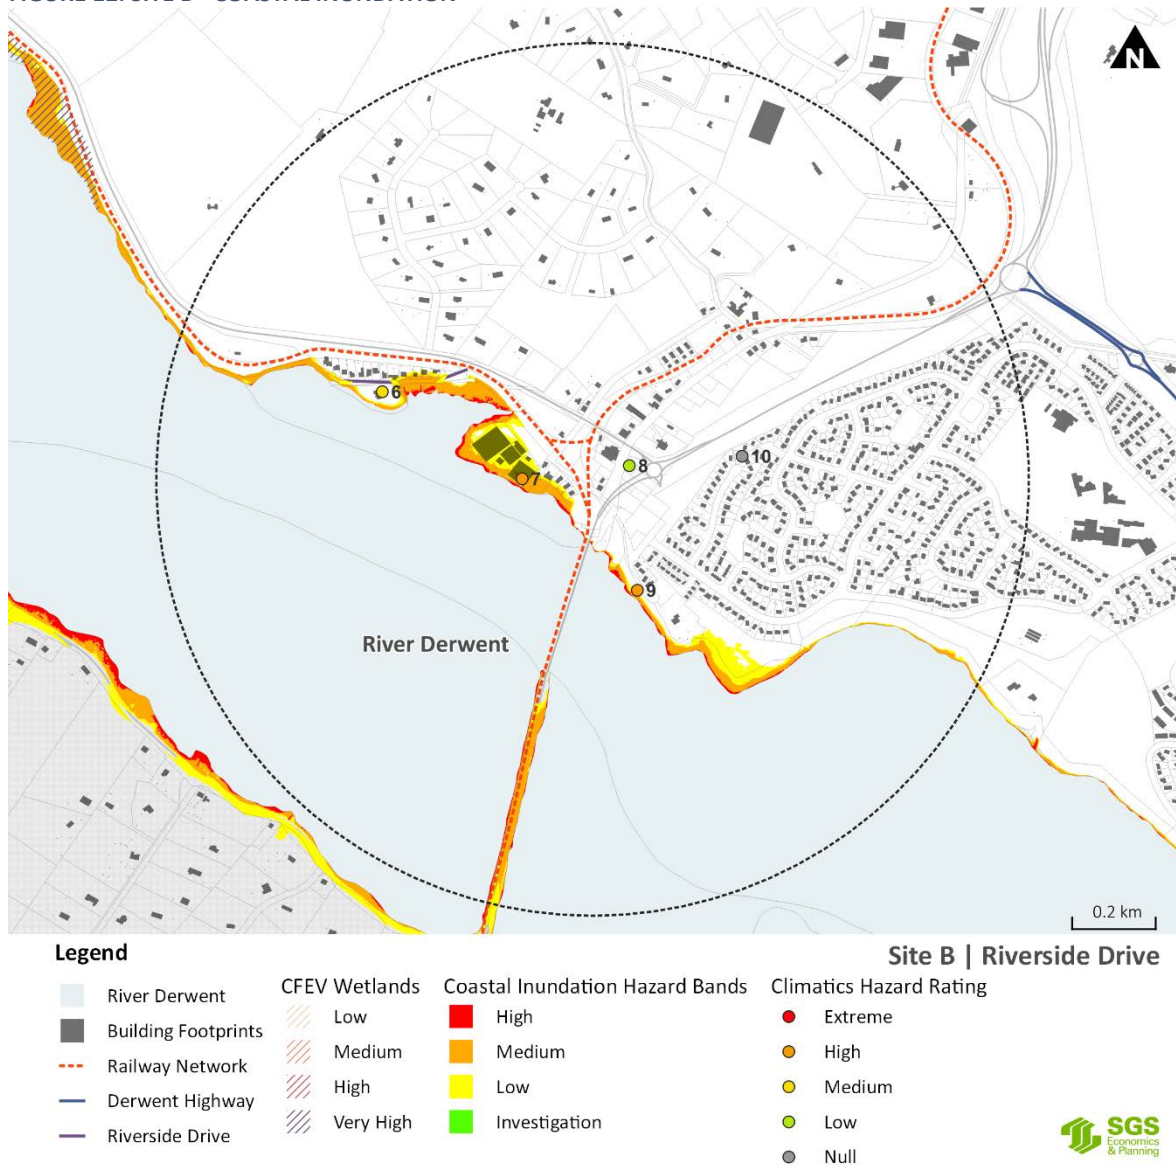 N
6
7
8
10
9
River Derwent
0.2 km
Legend
Site B | Riverside Drive
River Derwent
Building Footprints
Railway Network
Derwent Highway
Riverside Drive
CFEV Wetlands
Low
Medium
High
Very High
Coastal Inundation Hazard Bands
High
Medium
Low
Investigation
Climatics Hazard Rating
Extreme
High
Medium
Low
Null
SGS
Economics
& Planning